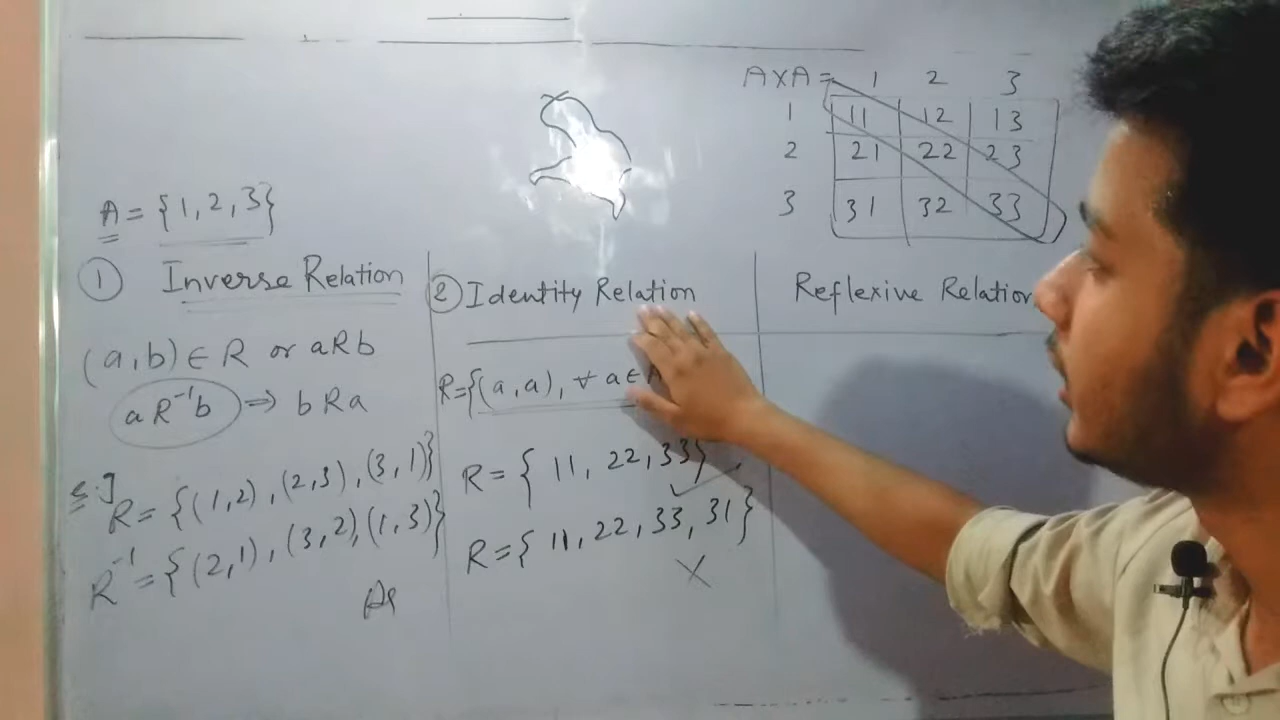 A×A= 1 2 3
1 11 12 13
2 21 22 23
3 31 32 33
A = {1, 2, 3}
① Inverse Relation
(a,b) ∈ R or aRb
a R⁻¹b ⇒ b R a
R = {(1,2), (2,3), (3,1)}
R⁻¹ = {(2,1), (3,2), (1,3)}
② Identity Relation
R={(a,a), ∀ a ∈ A
R = { 11, 22, 33}
R = { 11, 22, 33, 31}
X
Reflexive Relation